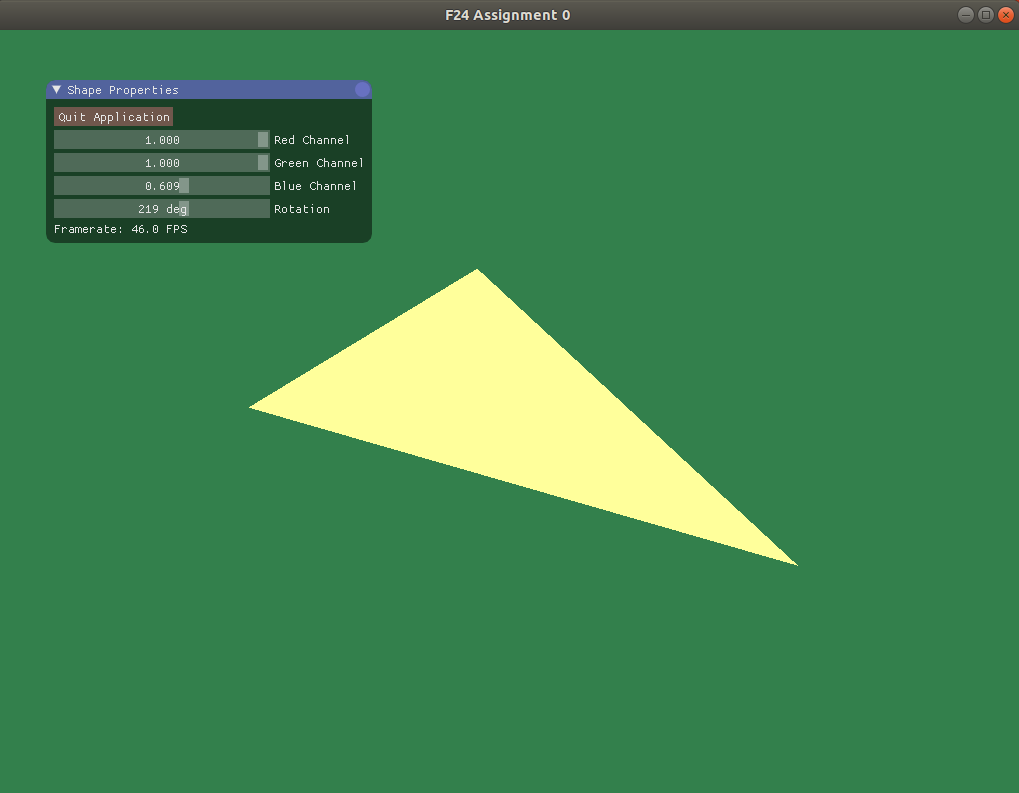 F24 Assignment 0
Shape Properties
Quit Application
1.000 Red Channel
1.000 Green Channel
0.609 Blue Channel
219 deg Rotation
Framerate: 46.0 FPS